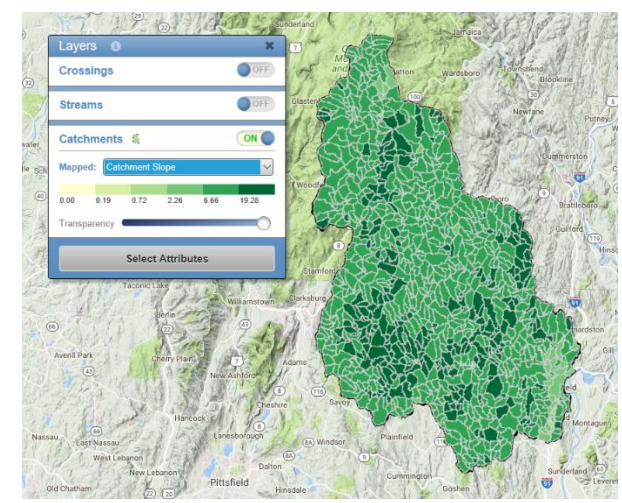 Layers
Crossings
OFF
Streams
OFF
Catchments
ON
Mapped: Catchment Slope
0.00 0.19 0.72 2.26 6.66 19.28
Transparency
Select Attributes
Sunderland
Jamaica
Wardsboro
Townshend
Brookline
Newfane
Putney
Dummerston
Brattleboro
Guilford
Stamford
Clarksburg
Williamstown
Taconic Lake
Berlin
Averill Park
Cherry Plain
New Ashford
Adams
Cheshire
Savoy
Hancock
Lanesborough
Windsor
Plainfield
Nassau
East Nassau
West Lebanon
New Lebanon
Dalton
Pittsfield
Hinsdale
Cummington
Goshen
Old Chatham
Montague
Sunderland